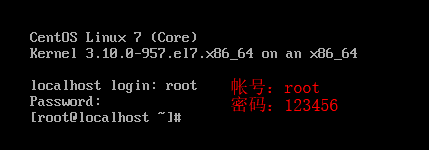 CentOS Linux 7 (Core)
Kernel 3.10.0-957.el7.x86_64 on an x86_64
localhost login: root
帐号：root
Password:
密码：123456
[root@localhost ~]#